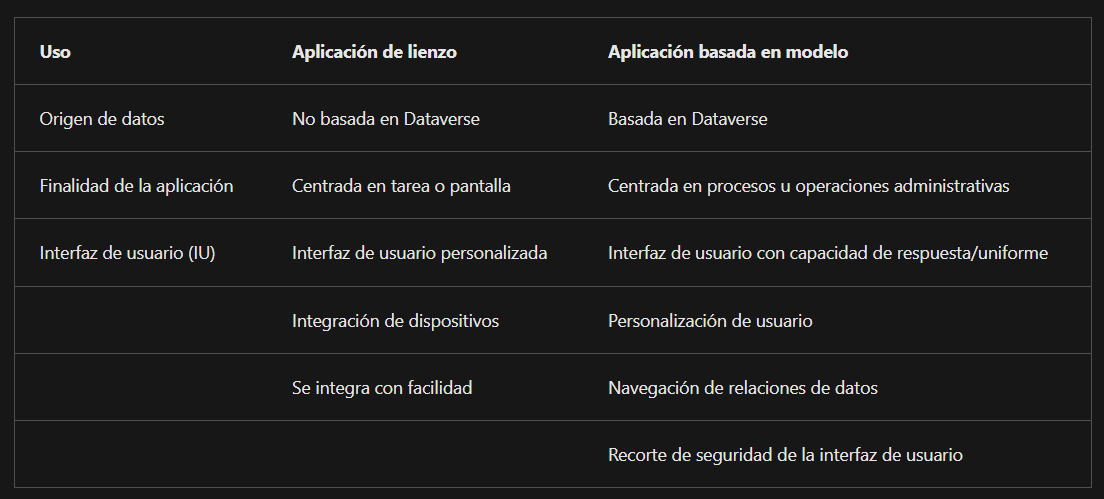 Uso Aplicación de lienzo Aplicación basada en modelo
Origen de datos No basada en Dataverse Basada en Dataverse
Finalidad de la aplicación Centrada en tarea o pantalla Centrada en procesos u operaciones administrativas
Interfaz de usuario (IU) Interfaz de usuario personalizada Interfaz de usuario con capacidad de respuesta/uniforme
Integración de dispositivos Personalización de usuario
Se integra con facilidad Navegación de relaciones de datos
Recorte de seguridad de la interfaz de usuario